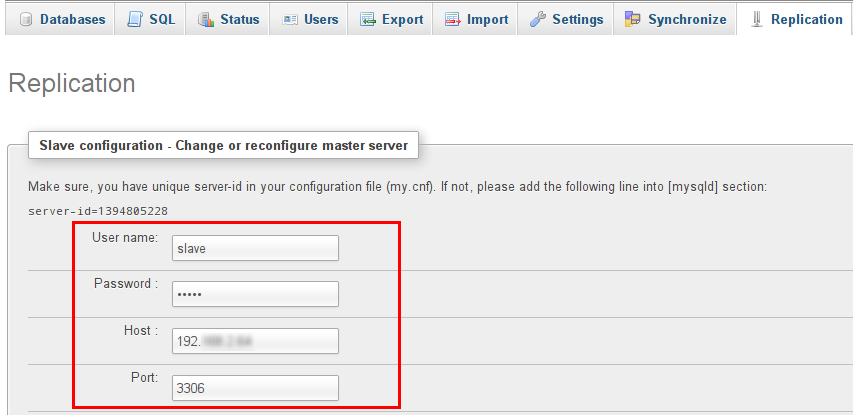 Databases SQL Status Users Export Import Settings Synchronize Replication
Replication
Slave configuration - Change or reconfigure master server
Make sure, you have unique server-id in your configuration file (my.cnf). If not, please add the following line into [mysqld] section:
server-id=1394805228
User name: slave
Password : •••••
Host : 192.
Port: 3306